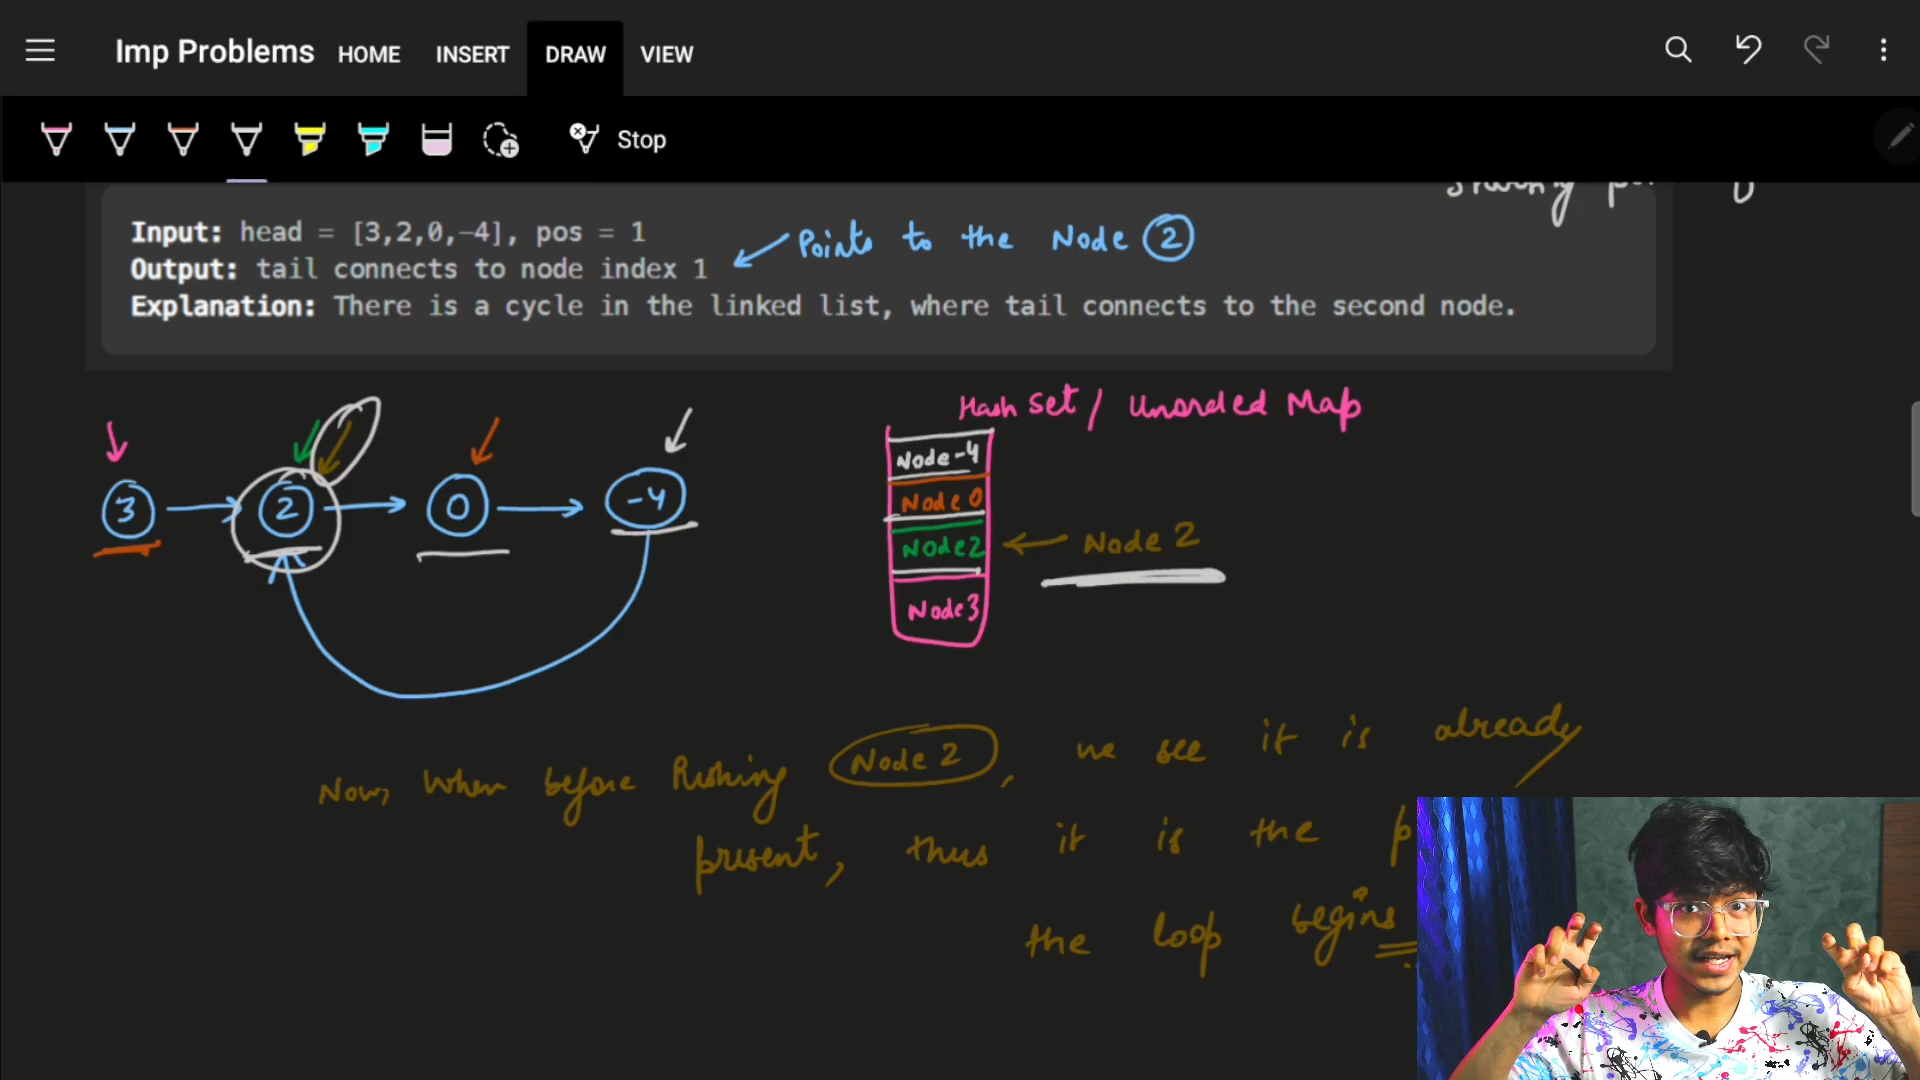 Imp Problems HOME INSERT DRAW VIEW
Stop
Input: head = [3,2,0,-4], pos = 1
Points to the Node 2
Output: tail connects to node index 1
Explanation: There is a cycle in the linked list, where tail connects to the second node.
Hash Set / Unorded Map
3 2 0 -4
Node-4
Node 0
Node2
Node 2
Node3
Now, when before Pushing Node 2, we see it is already
present, thus it is the p
the loop begins